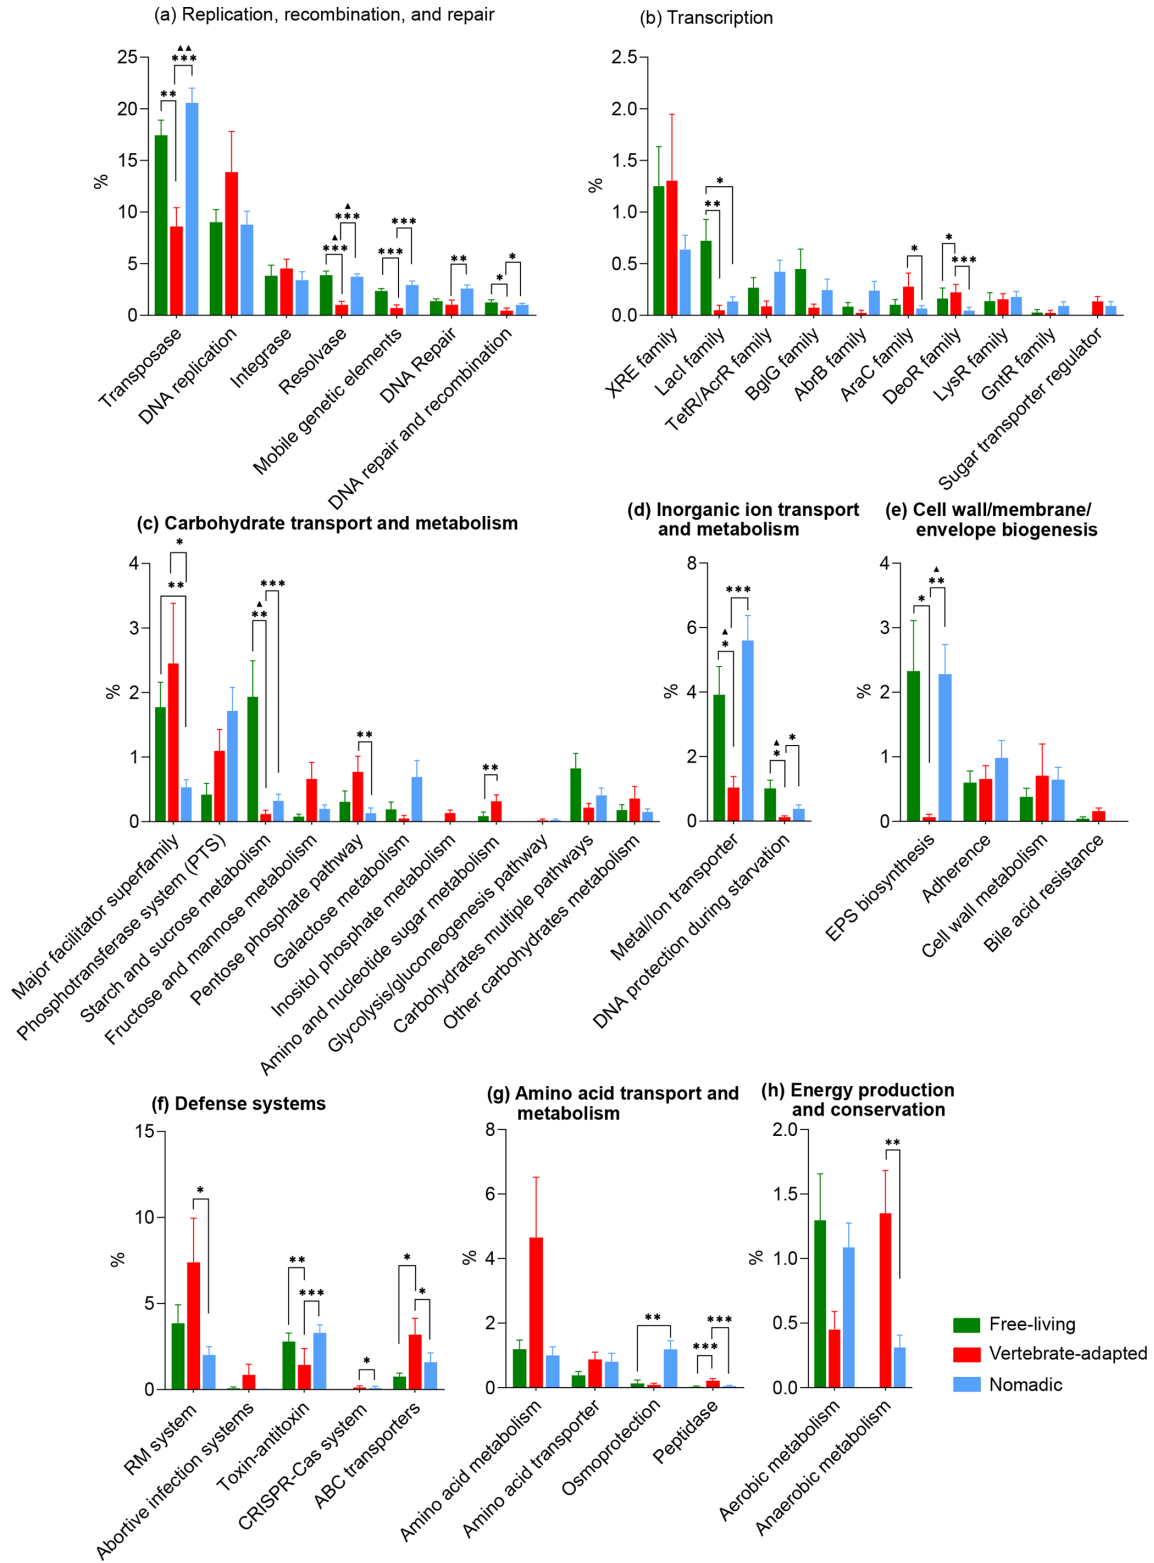 (a) Replication, recombination, and repair
25
20
15
10
5
0
%
▲▲
***
**
▲
***
▲
***
***
***
**
*
*
Transposase
DNA replication
Integrase
Resolvase
Mobile genetic elements
DNA Repair
DNA repair and recombination
(b) Transcription
2.5
2.0
1.5
1.0
0.5
0.0
%
*
**
*
*
***
XRE family
LacI family
TetR/AcrR family
BglG family
AbrB family
AraC family
DeoR family
LysR family
GntR family
Sugar transporter regulator
(c) Carbohydrate transport and metabolism
4
3
2
1
0
%
*
**
▲
**
***
**
**
Major facilitator superfamily
Phosphotransferase system (PTS)
Starch and sucrose metabolism
Fructose and mannose metabolism
Pentose phosphate pathway
Galactose metabolism
Inositol phosphate metabolism
Amino and nucleotide sugar metabolism
Glycolysis/gluconeogenesis pathway
Carbohydrates multiple pathways
Other carbohydrates metabolism
(d) Inorganic ion transport
and metabolism
8
6
4
2
0
%
***
▲
*
▲
*
*
Metal/Ion transporter
DNA protection during starvation
(e) Cell wall/membrane/
envelope biogenesis
4
3
2
1
0
%
*
▲
**
EPS biosynthesis
Adherence
Cell wall metabolism
Bile acid resistance
(f) Defense systems
15
10
5
0
%
*
**
***
*
*
*
RM system
Abortive infection systems
Toxin-antitoxin
CRISPR-Cas system
ABC transporters
(g) Amino acid transport and
metabolism
8
6
4
2
0
%
**
***
***
Amino acid metabolism
Amino acid transporter
Osmoprotection
Peptidase
(h) Energy production
and conservation
2.0
1.5
1.0
0.5
0.0
%
**
Aerobic metabolism
Anaerobic metabolism
Free-living
Vertebrate-adapted
Nomadic